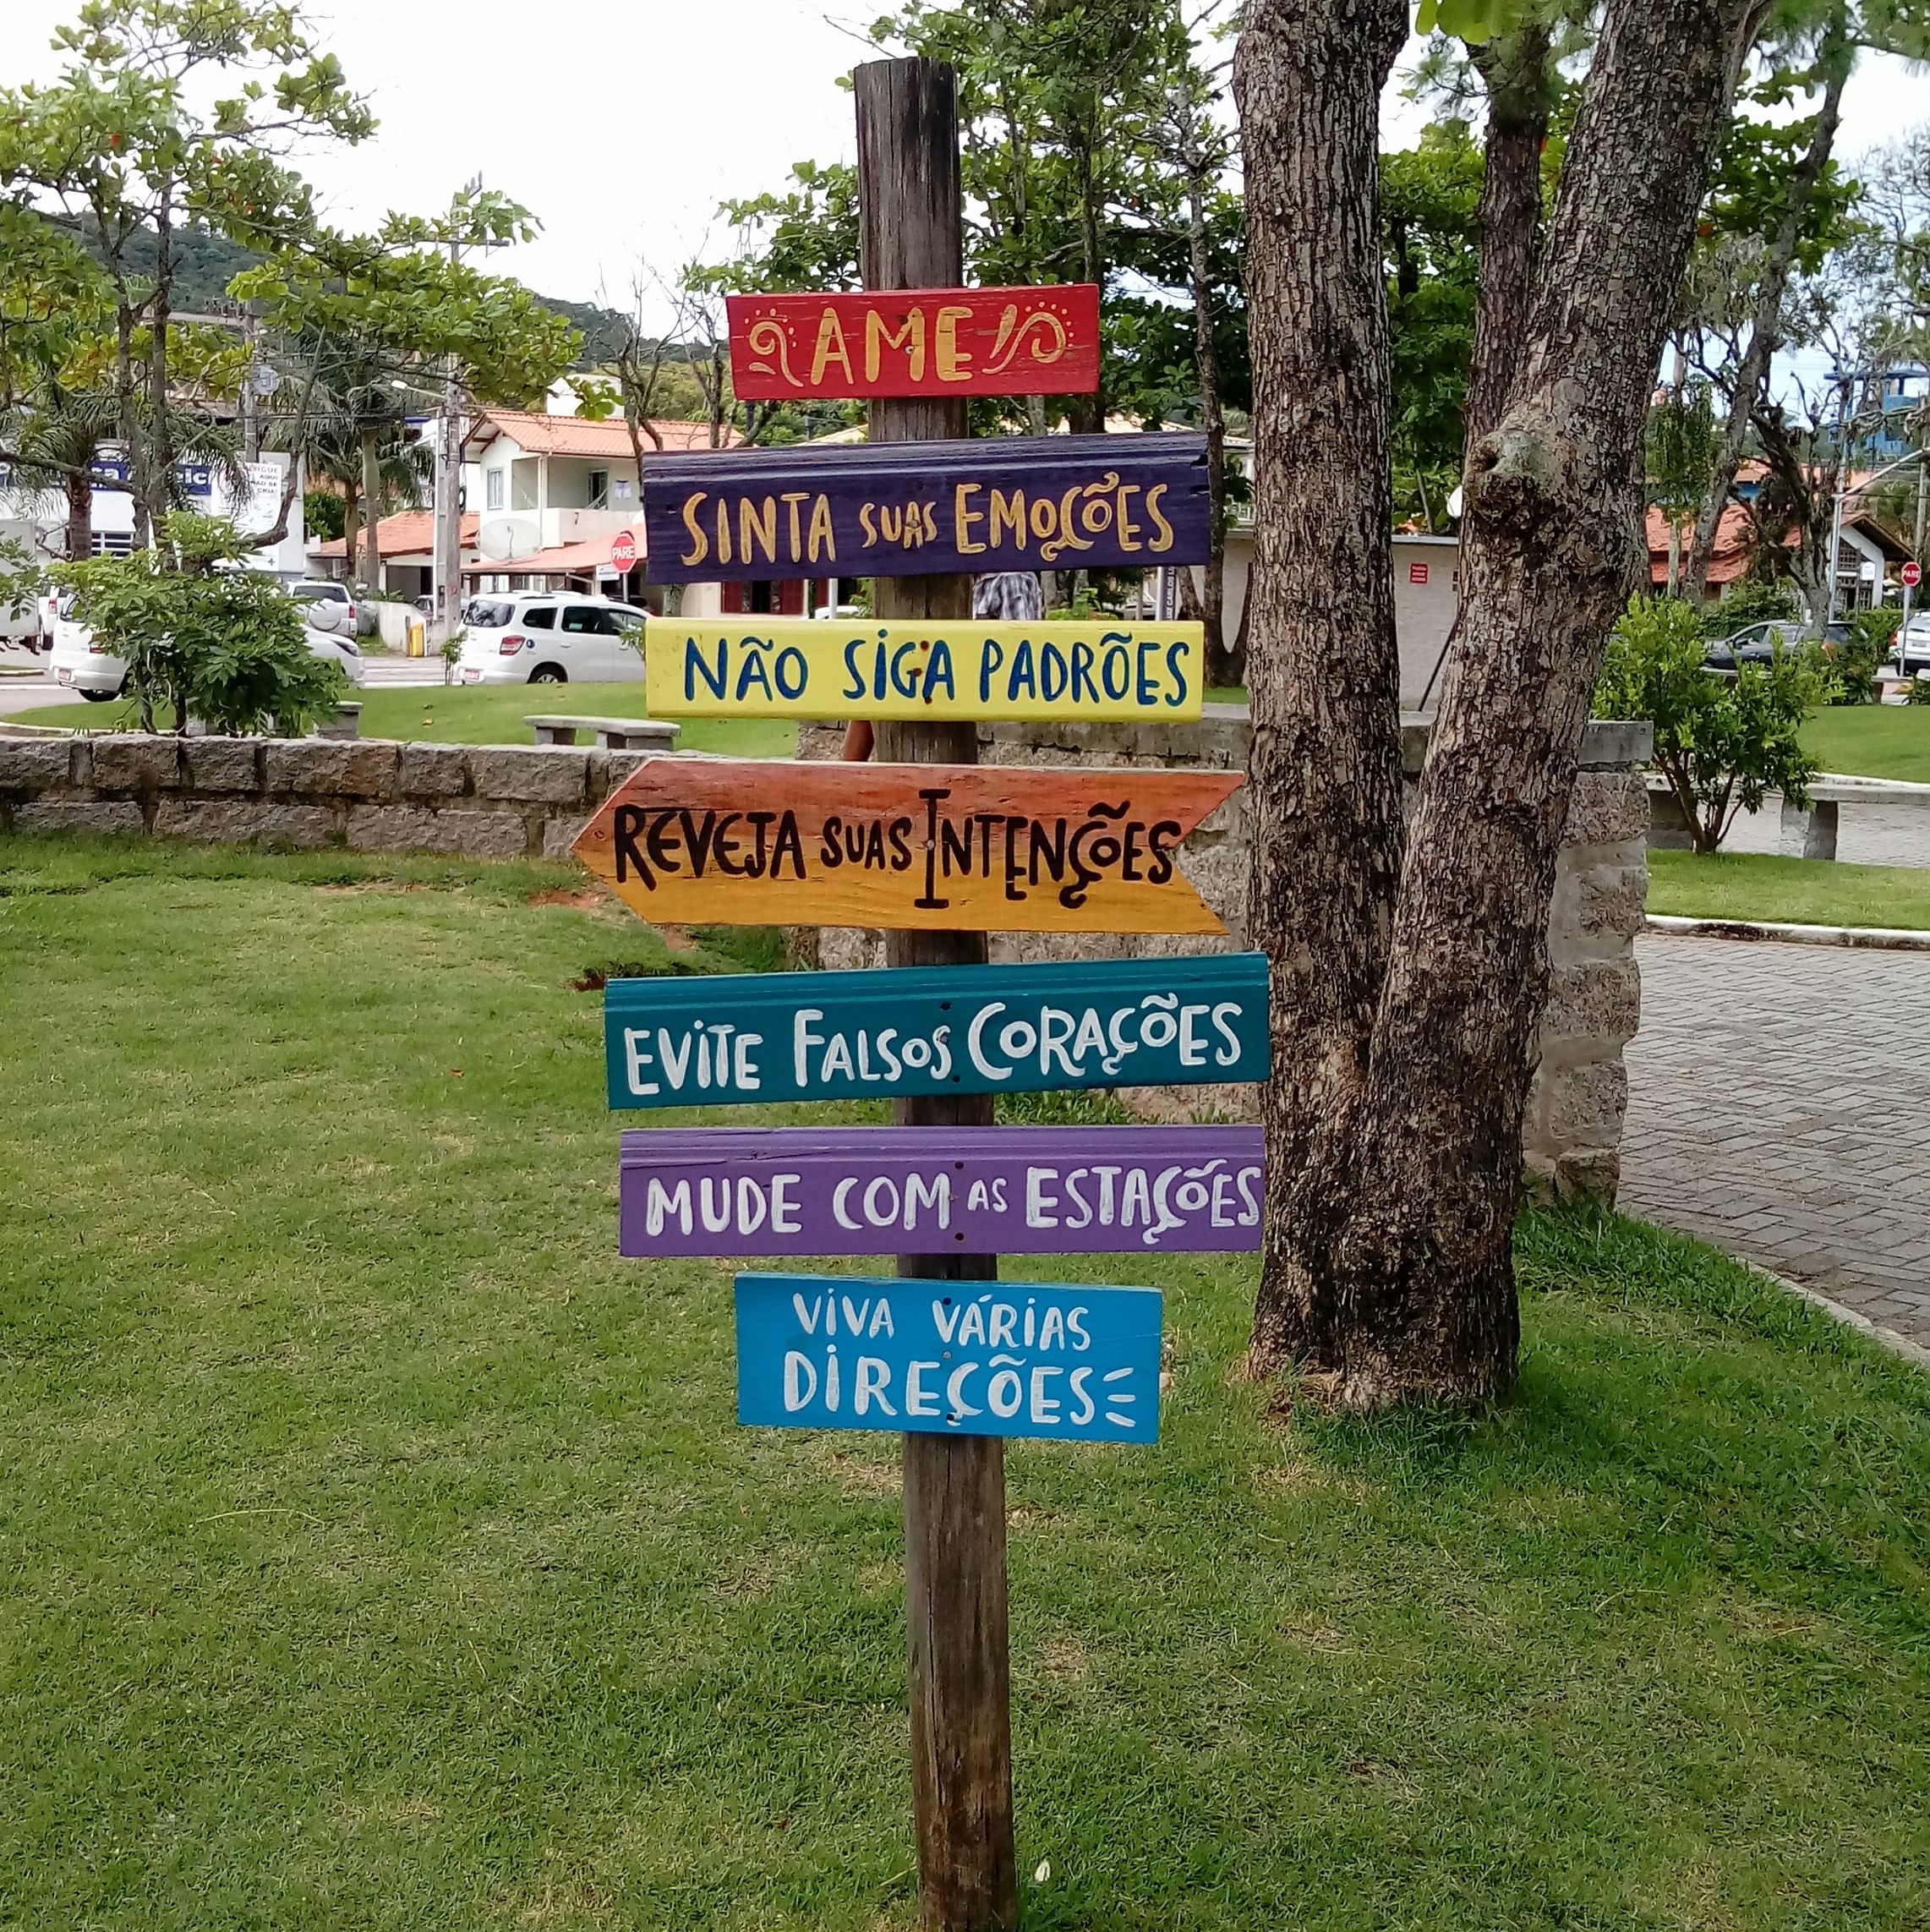 AME
SINTA SUAS EMOÇÕES
PARE
NÃO SIGA PADRÕES
PARE
REVEJA SUAS INTENÇÕES
EVITE FALSOS CORAÇÕES
MUDE COM AS ESTAÇÕES
VIVA VÁRIAS
DIREÇÕES